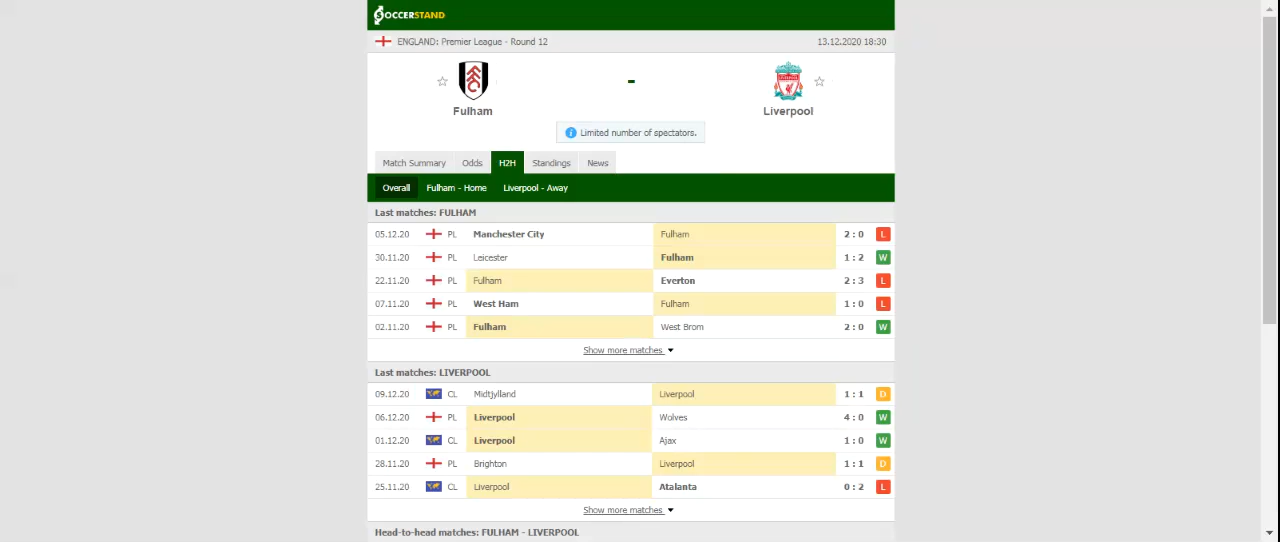 SOCCERSTAND
ENGLAND: Premier League - Round 12 13.12.2020 18:30
-
Fulham Liverpool
Limited number of spectators.
Match Summary Odds H2H Standings News
Overall Fulham - Home Liverpool - Away
Last matches: FULHAM
05.12.20 PL Manchester City Fulham 2 : 0 L
30.11.20 PL Leicester Fulham 1 : 2 W
22.11.20 PL Fulham Everton 2 : 3 L
07.11.20 PL West Ham Fulham 1 : 0 L
02.11.20 PL Fulham West Brom 2 : 0 W
Show more matches
Last matches: LIVERPOOL
09.12.20 CL Midtjylland Liverpool 1 : 1 D
06.12.20 PL Liverpool Wolves 4 : 0 W
01.12.20 CL Liverpool Ajax 1 : 0 W
28.11.20 PL Brighton Liverpool 1 : 1 D
25.11.20 CL Liverpool Atalanta 0 : 2 L
Show more matches
Head-to-head matches: FULHAM - LIVERPOOL